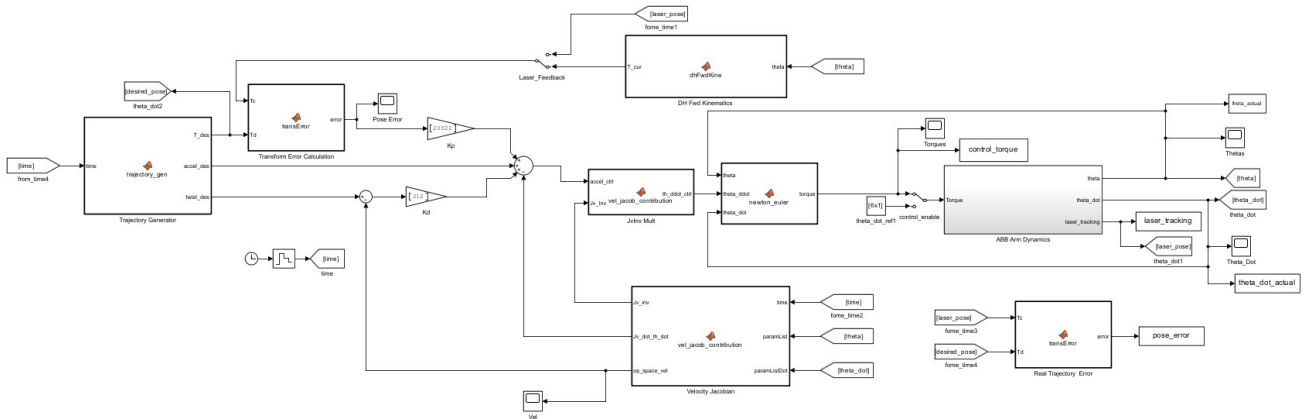 [laser_pose]
fome_time1
Laser_Feedback
T_cur
dhFwdKine
theta
[theta]
DH Fwd Kinematics
[desired_pose]
theta_dot2
Tc
Td
transError
error
Transform Error Calculation
Pose Error
Kp
[time]
from_time4
time
trajectory_gen
T_des
accel_des
twist_des
Trajectory Generator
Kd
accel_ctrl
Jv_Inv
vel_jacob_contribution
th_ddot_ctrl
JvInv Mult
theta
theta_ddot
theta_dot
newton_euler
torque
Torques
control_torque
[6x1]
theta_dot_ref1
control_enable
Torque
theta
theta_dot
laser_tracking
ABB Arm Dynamics
theta_actual
Thetas
[theta]
theta
[theta_dot]
theta_dot
laser_tracking
[laser_pose]
theta_dot1
Theta_Dot
theta_dot_actual
[time]
time
Jv_inv
Jv_dot_th_dot
op_space_vel
vel_jacob_contribution
time
paramList
paramListDot
Velocity Jacobian
[time]
fome_time2
[theta]
[theta_dot]
Vel
[laser_pose]
fome_time3
[desired_pose]
fome_time4
Tc
Td
transError
error
Real Trajectory Error
pose_error